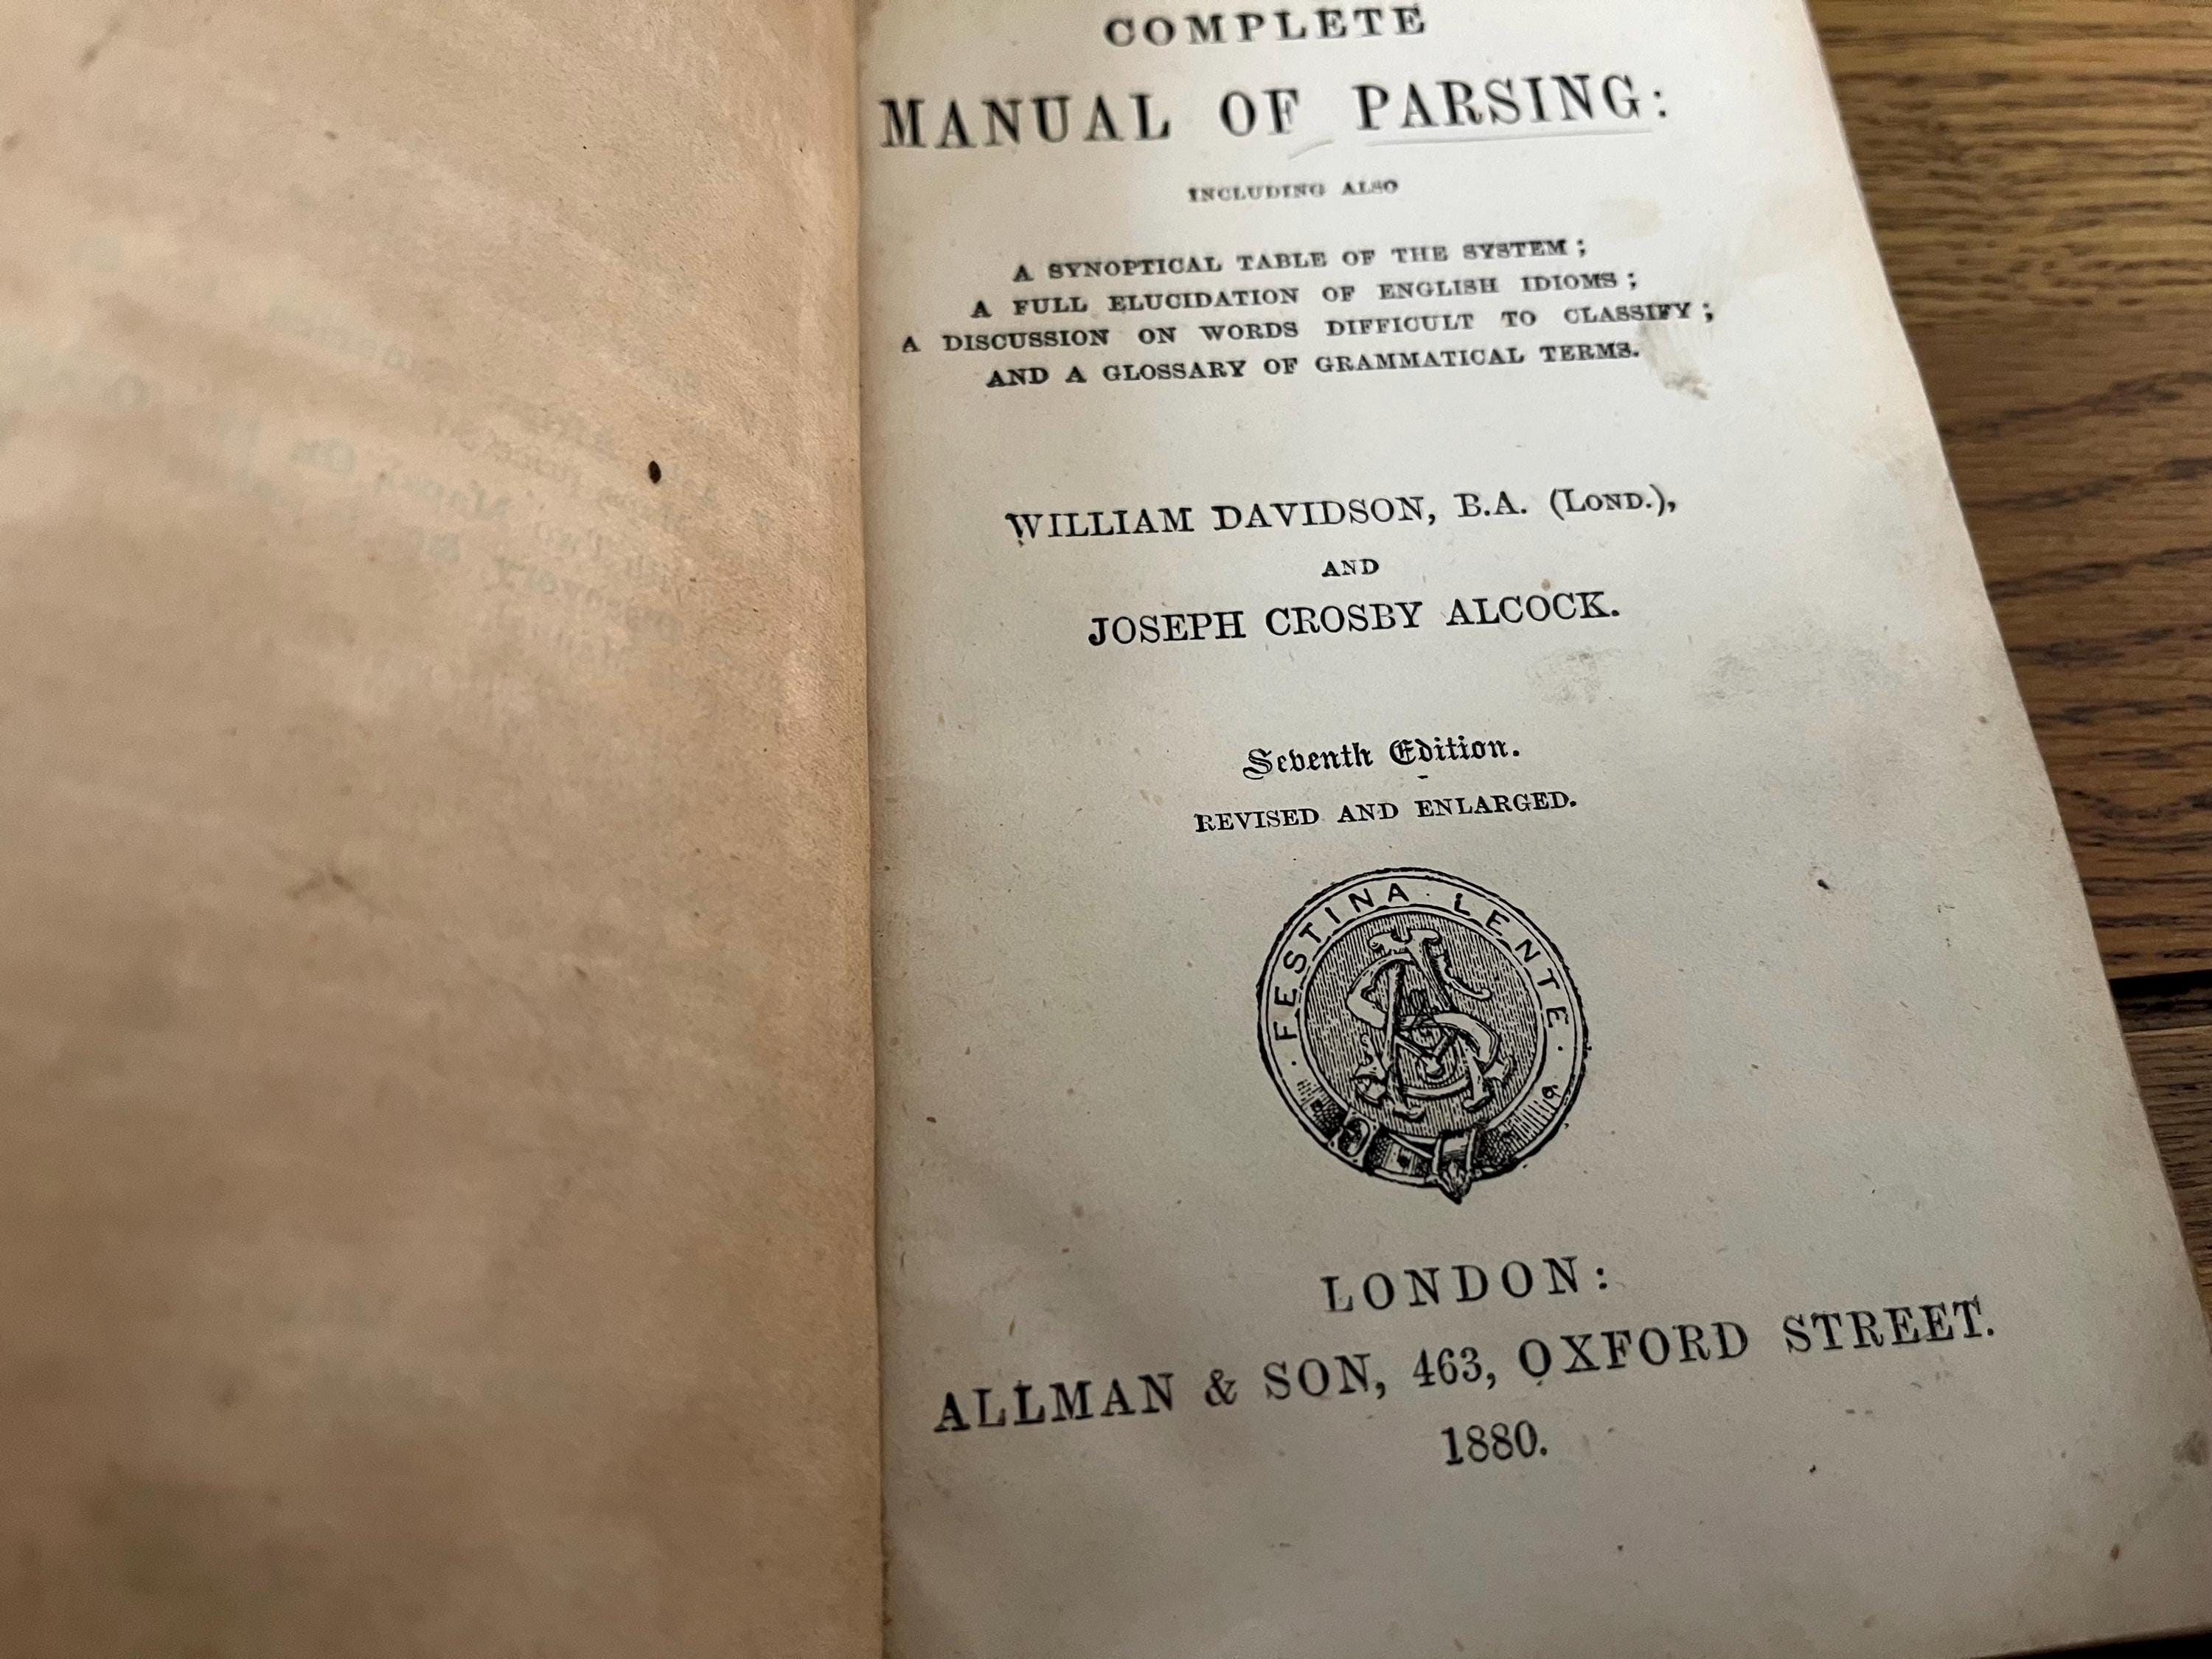 COMPLETE
MANUAL OF PARSING:
INCLUDING ALSO
A SYNOPTICAL TABLE OF THE SYSTEM;
A FULL ELUCIDATION OF ENGLISH IDIOMS;
A DISCUSSION ON WORDS DIFFICULT TO CLASSIFY;
AND A GLOSSARY OF GRAMMATICAL TERMS.
WILLIAM DAVIDSON, B.A. (LOND.),
AND
JOSEPH CROSBY ALCOCK.
Seventh Edition.
REVISED AND ENLARGED.
FESTINA LENTE
LONDON:
ALLMAN & SON, 463, OXFORD STREET.
1880.